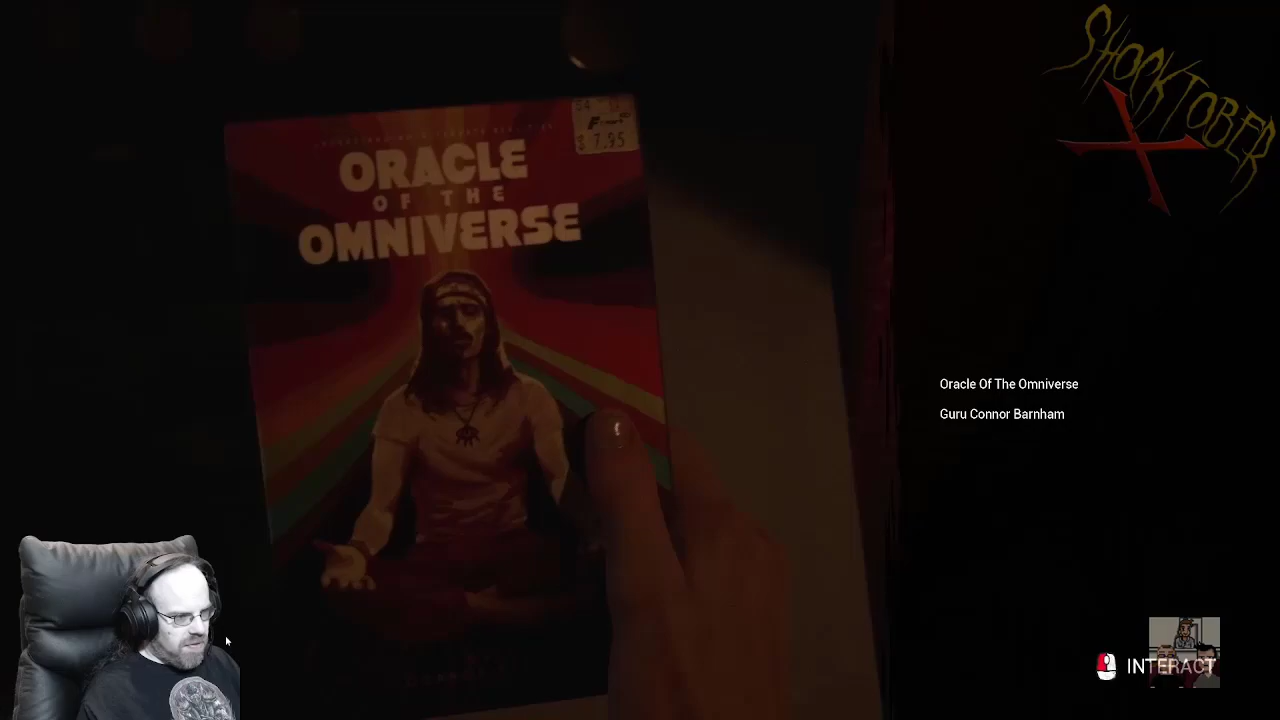 SHOCKTOBER
X
ORACLE
OF THE
OMNIVERSE
$ 7.95
Oracle Of The Omniverse
Guru Connor Barnham
INTERACT